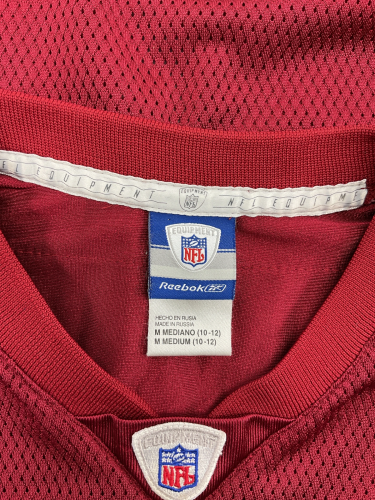 NFL EQUIPMENT
NFL EQUIPMENT
EQUIPMENT
NFL
Reebok
HECHO EN RUSIA
MADE IN RUSSIA
M MEDIANO (10-12)
M MEDIUM (10-12)
EQUIPMENT
NFL